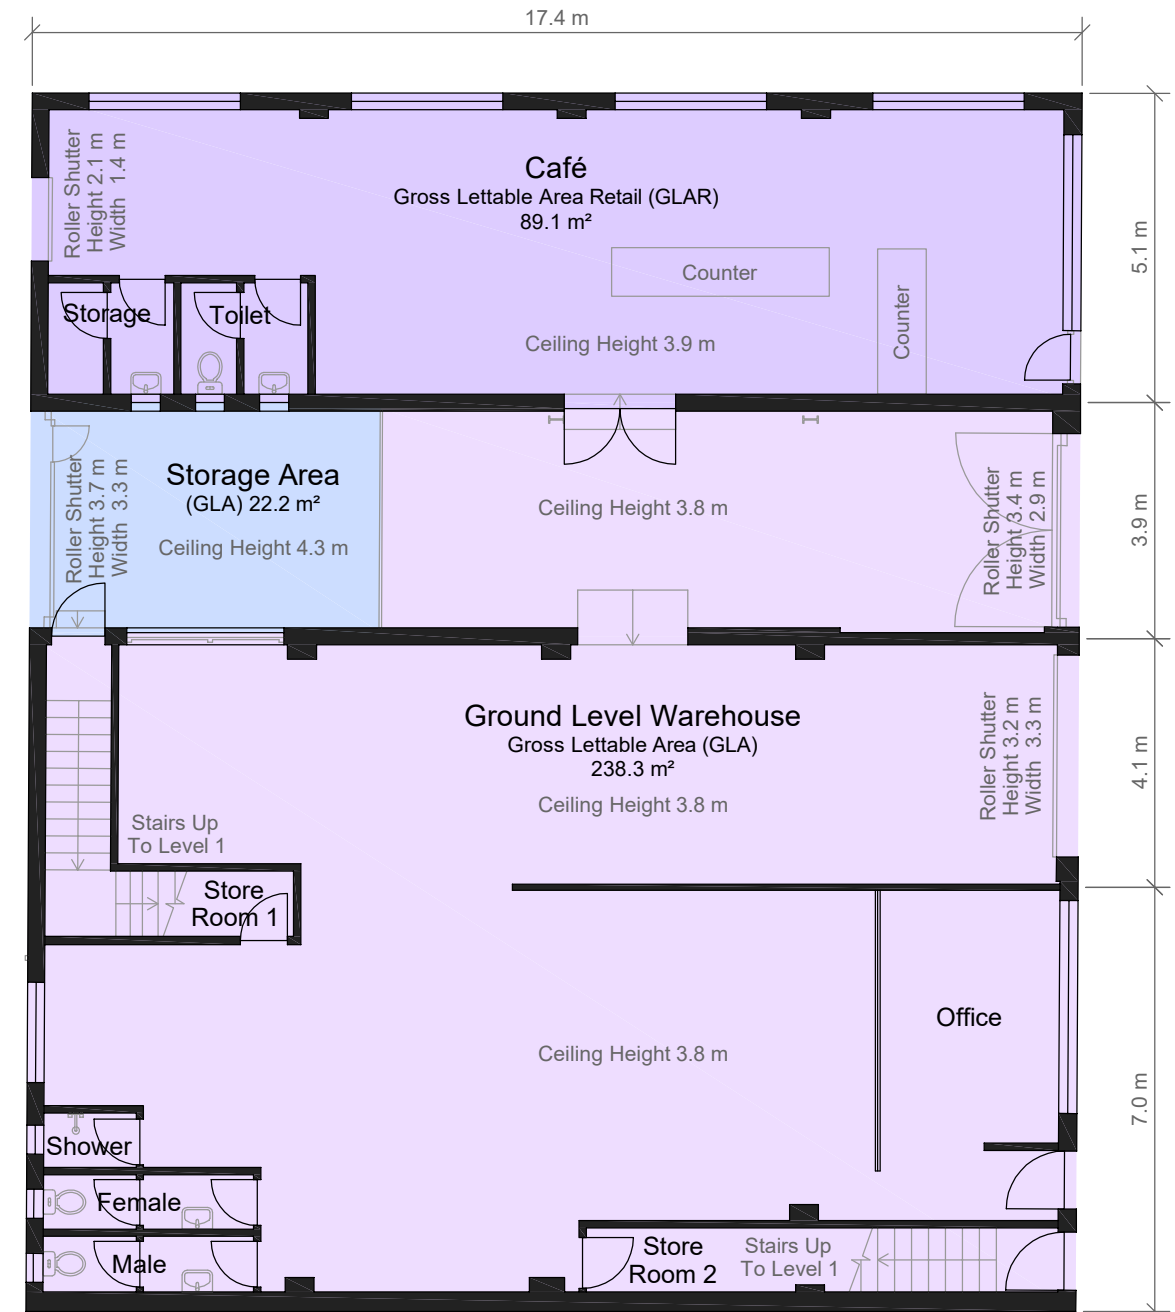 17.4 m
Roller Shutter
Height 2.1 m
Width 1.4 m
Café
Gross Lettable Area Retail (GLAR)
89.1 m²
Counter
Counter
5.1 m
Storage
Toilet
Ceiling Height 3.9 m
Roller Shutter
Height 3.7 m
Width 3.3 m
Storage Area
(GLA) 22.2 m²
Ceiling Height 4.3 m
Ceiling Height 3.8 m
Roller Shutter
Height 3.4 m
Width 2.9 m
3.9 m
Ground Level Warehouse
Gross Lettable Area (GLA)
238.3 m²
Ceiling Height 3.8 m
Roller Shutter
Height 3.2 m
Width 3.3 m
4.1 m
Stairs Up
To Level 1
Store
Room 1
Office
Ceiling Height 3.8 m
7.0 m
Shower
Female
Male
Store
Room 2
Stairs Up
To Level 1